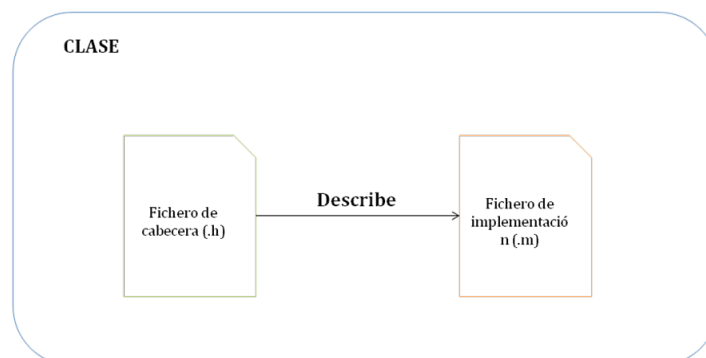 CLASE
Describe
Fichero de
cabecera (.h)
Fichero de
implementació
n (.m)